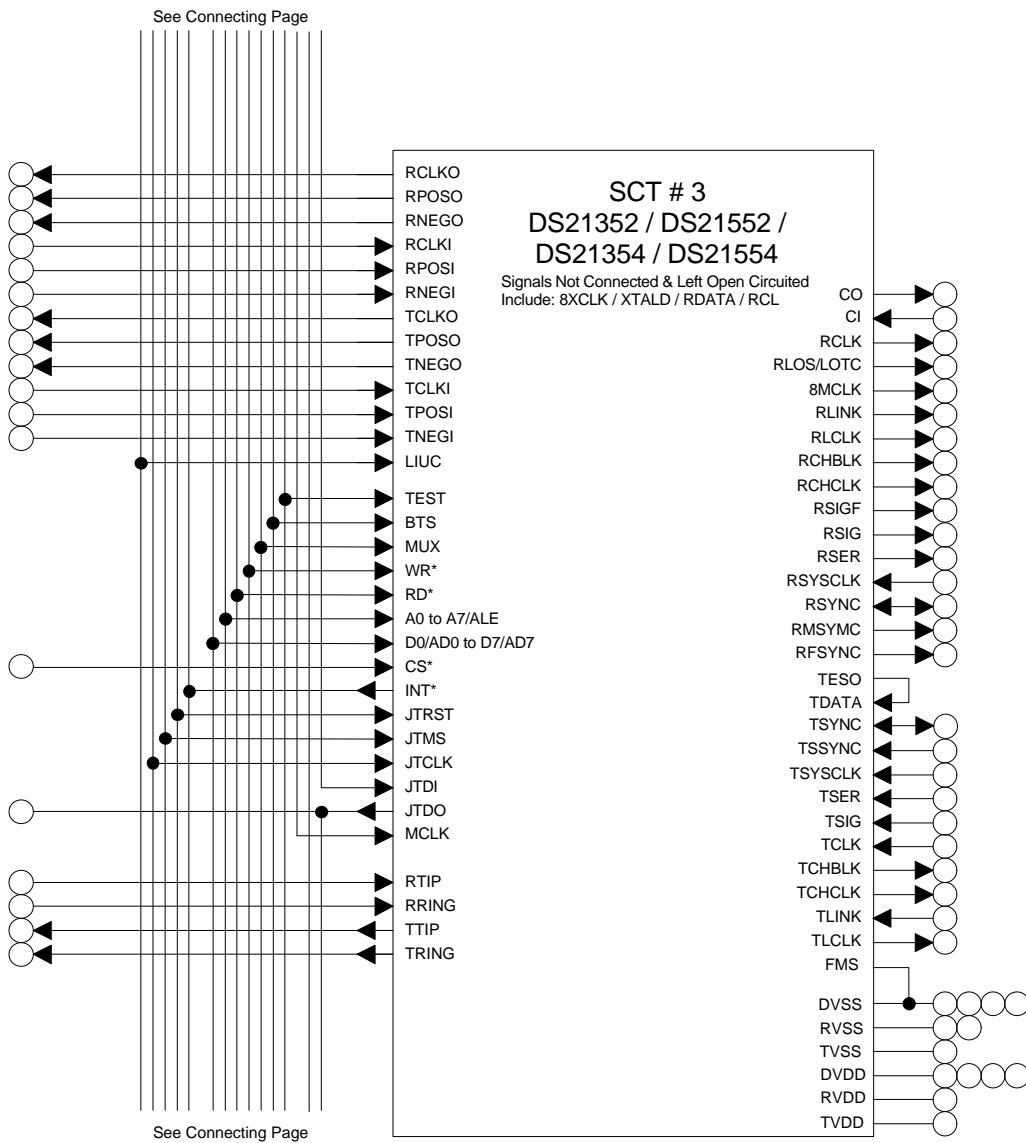 See Connecting Page
SCT # 3
DS21352 / DS21552 /
DS21354 / DS21554
Signals Not Connected & Left Open Circuited
Include: 8XCLK / XTALD / RDATA / RCL
RCLKO
RPOSO
RNEGO
RCLKI
RPOSI
RNEGI
TCLKO
TPOSO
TNEGO
TCLKI
TPOSI
TNEGI
LIUC
TEST
BTS
MUX
WR*
RD*
A0 to A7/ALE
D0/AD0 to D7/AD7
CS*
INT*
JTRST
JTMS
JTCLK
JTDI
JTDO
MCLK
RTIP
RRING
TTIP
TRING
CO
CI
RCLK
RLOS/LOTC
8MCLK
RLINK
RLCLK
RCHBLK
RCHCLK
RSIGF
RSIG
RSER
RSYSCLK
RSYNC
RMSYMC
RFSYNC
TESO
TDATA
TSYNC
TSSYNC
TSYSCLK
TSER
TSIG
TCLK
TCHBLK
TCHCLK
TLINK
TLCLK
FMS
DVSS
RVSS
TVSS
DVDD
RVDD
TVDD
See Connecting Page